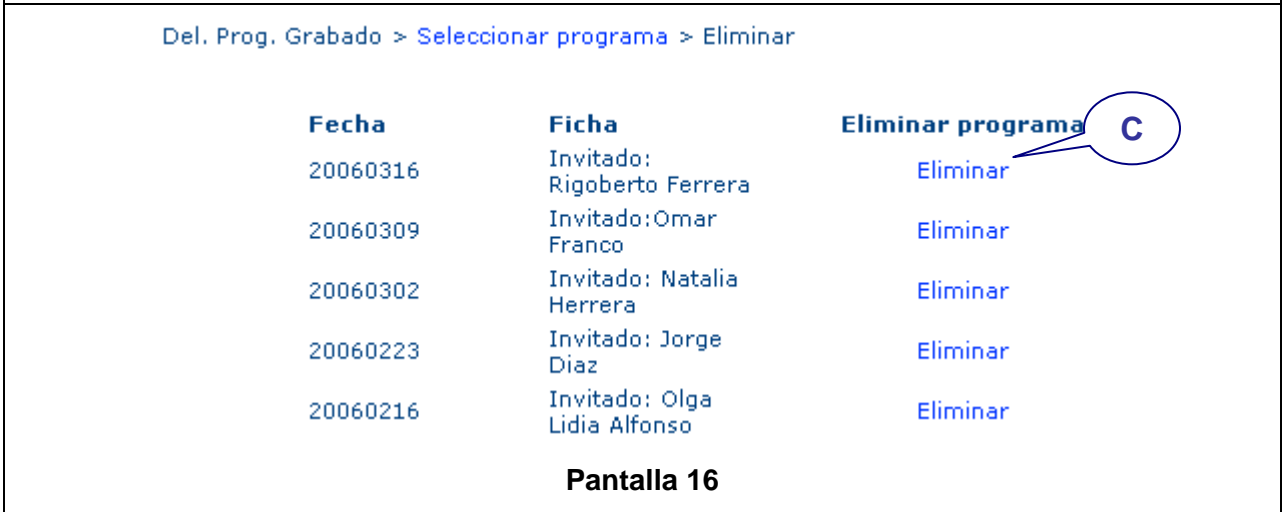 Del. Prog. Grabado > Seleccionar programa > Eliminar
Fecha Ficha Eliminar programa C
20060316 Invitado: Rigoberto Ferrera Eliminar
20060309 Invitado:Omar Franco Eliminar
20060302 Invitado: Natalia Herrera Eliminar
20060223 Invitado: Jorge Diaz Eliminar
20060216 Invitado: Olga Lidia Alfonso Eliminar
Pantalla 16